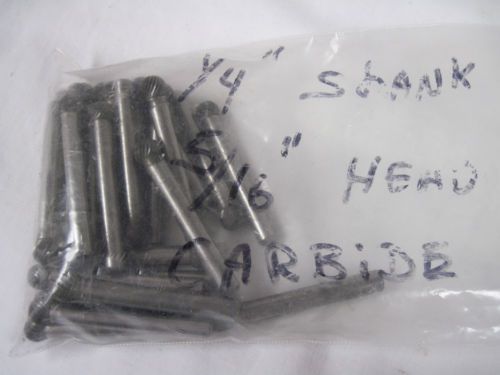 1/4" SHANK
5/16" HEAD
CARBiDE